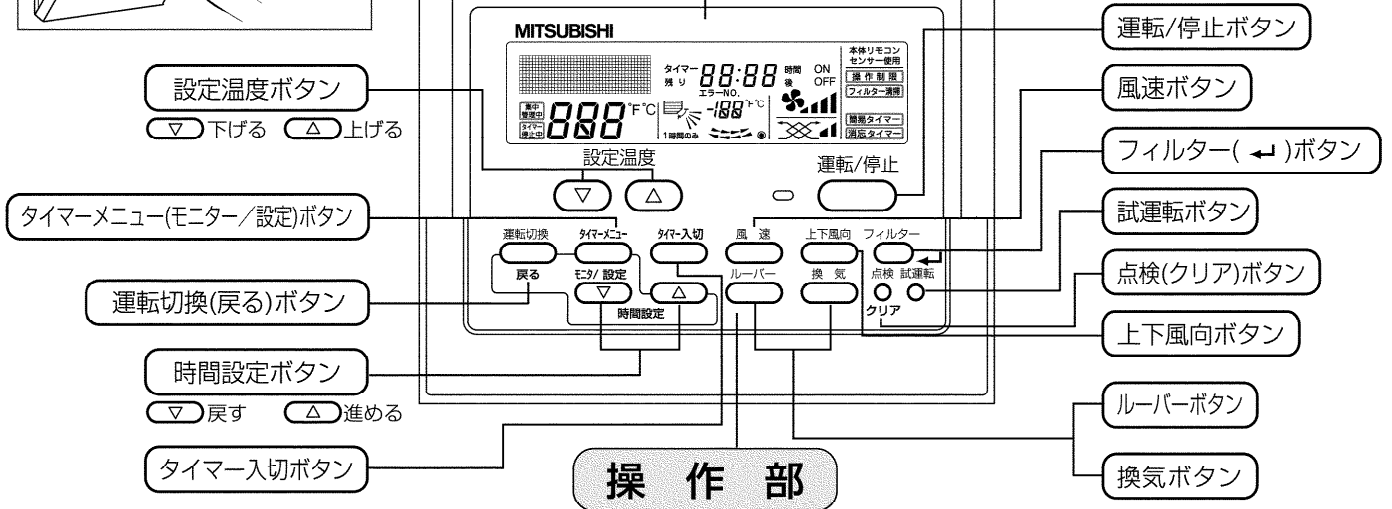 MITSUBISHI
タイマー
残り
88:88
時間
後
ON
OFF
エラーNO.
本体リモコン
センサー使用
操作制限
フィルター清掃
簡易タイマー
消忘タイマー
集中
管理中
タイマー
停止中
888
°F°C
-188
°F°C
1時間のみ
設定温度
▽
△
運転/停止
運転切換
タイマーメニュー
タイマー入切
風 速
上下風向
フィルター
戻る
モニタ/ 設定
ルーバー
換 気
点検 試運転
▽
△
クリア
時間設定
設定温度ボタン
▽ 下げる △ 上げる
タイマーメニュー(モニター/設定)ボタン
運転切換(戻る)ボタン
時間設定ボタン
▽ 戻す △ 進める
タイマー入切ボタン
運転/停止ボタン
風速ボタン
フィルター( ↵ )ボタン
試運転ボタン
点検(クリア)ボタン
上下風向ボタン
ルーバーボタン
換気ボタン
操 作 部